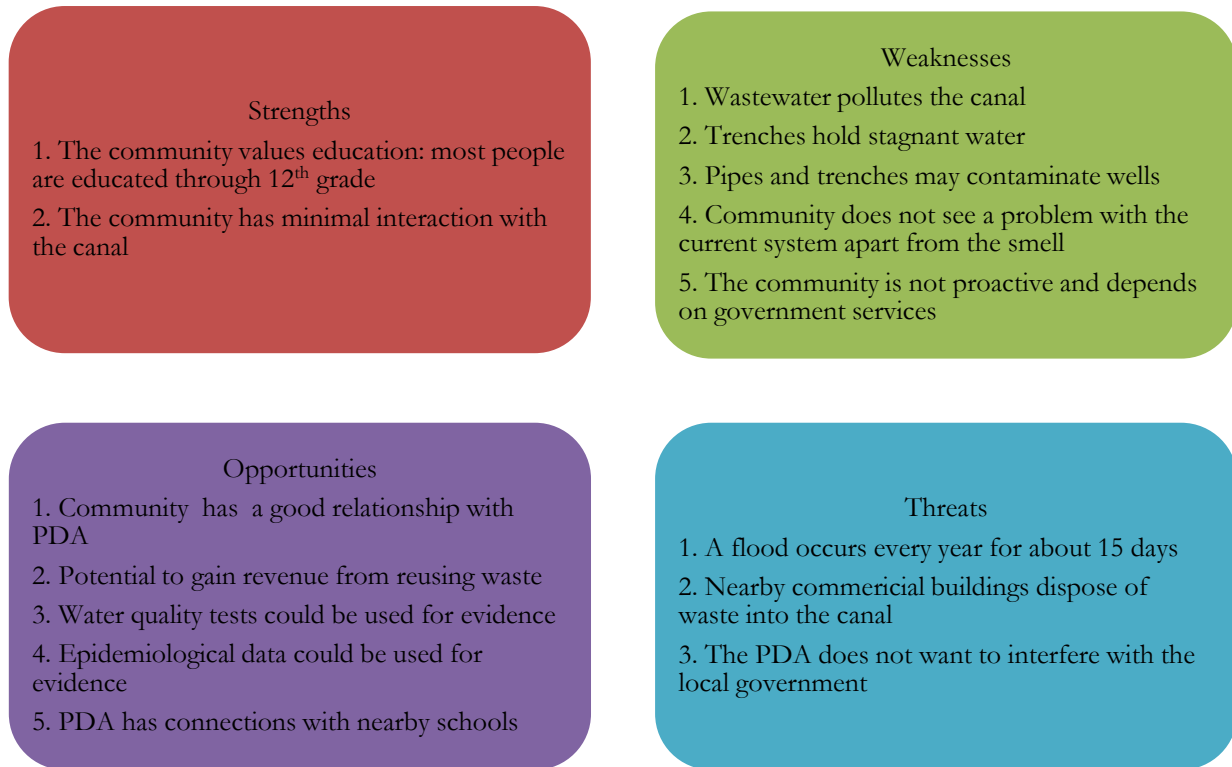 Strengths
1. The community values education: most people
are educated through 12th grade
2. The community has minimal interaction with
the canal
Weaknesses
1. Wastewater pollutes the canal
2. Trenches hold stagnant water
3. Pipes and trenches may contaminate wells
4. Community does not see a problem with the
current system apart from the smell
5. The community is not proactive and depends
on government services
Opportunities
1. Community  has  a good relationship with
PDA
2. Potential to gain revenue from reusing waste
3. Water quality tests could be used for evidence
4. Epidemiological data could be used for
evidence
5. PDA has connections with nearby schools
Threats
1. A flood occurs every year for about 15 days
2. Nearby commericial buildings dispose of
waste into the canal
3. The PDA does not want to interfere with the
local government